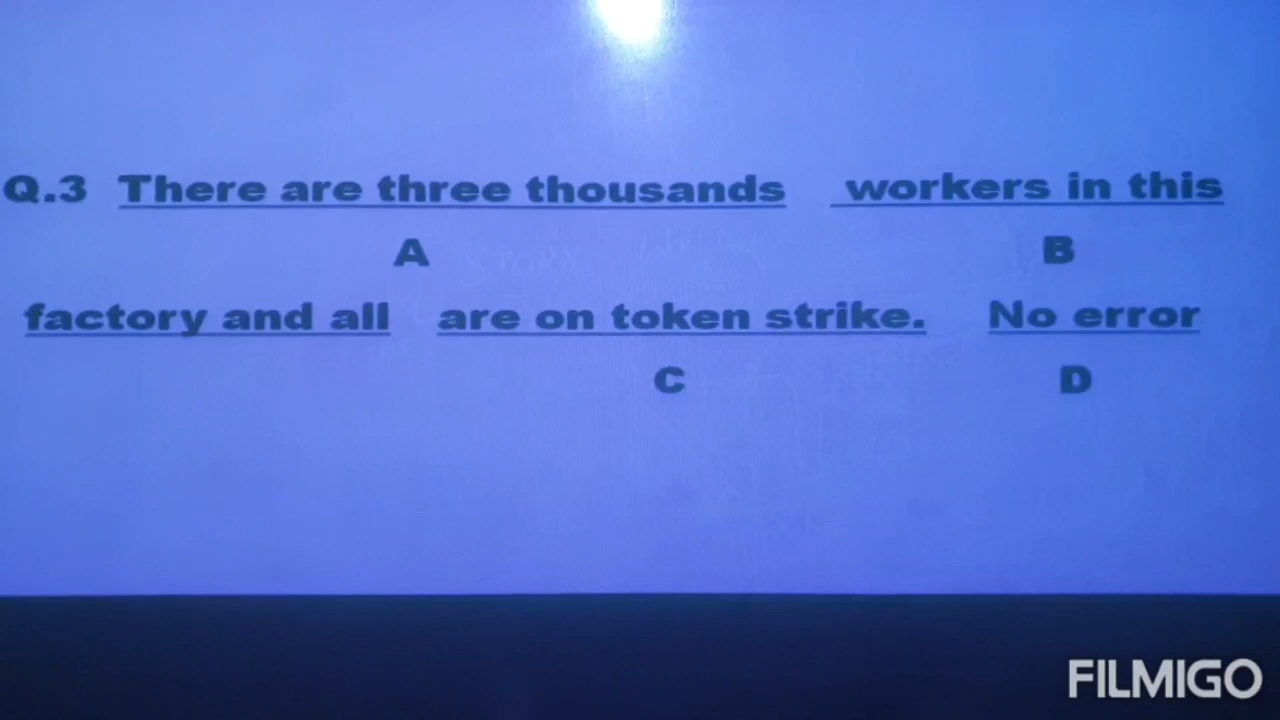 Q.3 There are three thousands workers in this
A B
factory and all are on token strike. No error
C D
FILMIGO